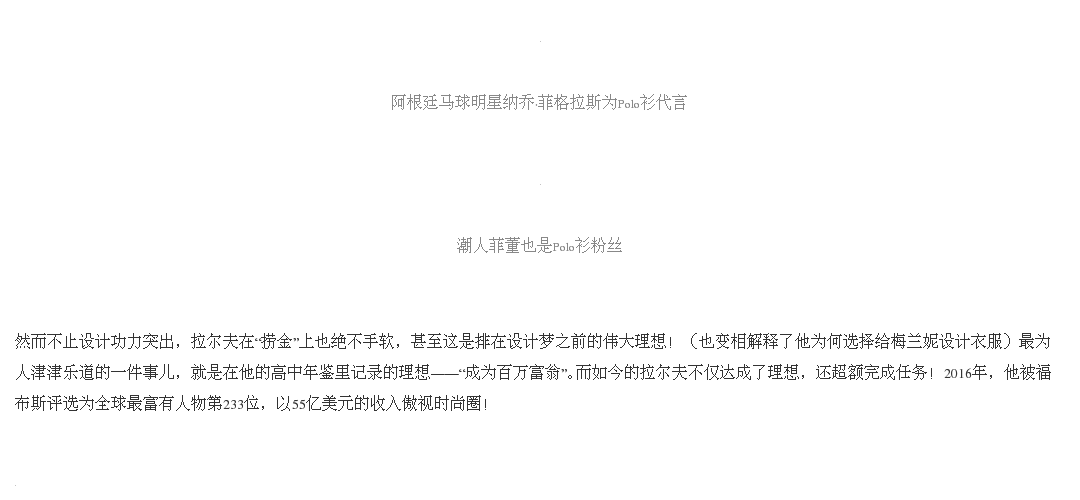 阿根廷马球明星纳乔·菲格拉斯为Polo衫代言
潮人菲董也是Polo衫粉丝
然而不止设计功力突出，拉尔夫在“捞金”上也绝不手软，甚至这是排在设计梦之前的伟大理想！（也变相解释了他为何选择给梅兰妮设计衣服）最为
人津津乐道的一件事儿，就是在他的高中年鉴里记录的理想——“成为百万富翁”。而如今的拉尔夫不仅达成了理想，还超额完成任务！2016年，他被福
布斯评选为全球最富有人物第233位，以55亿美元的收入傲视时尚圈！